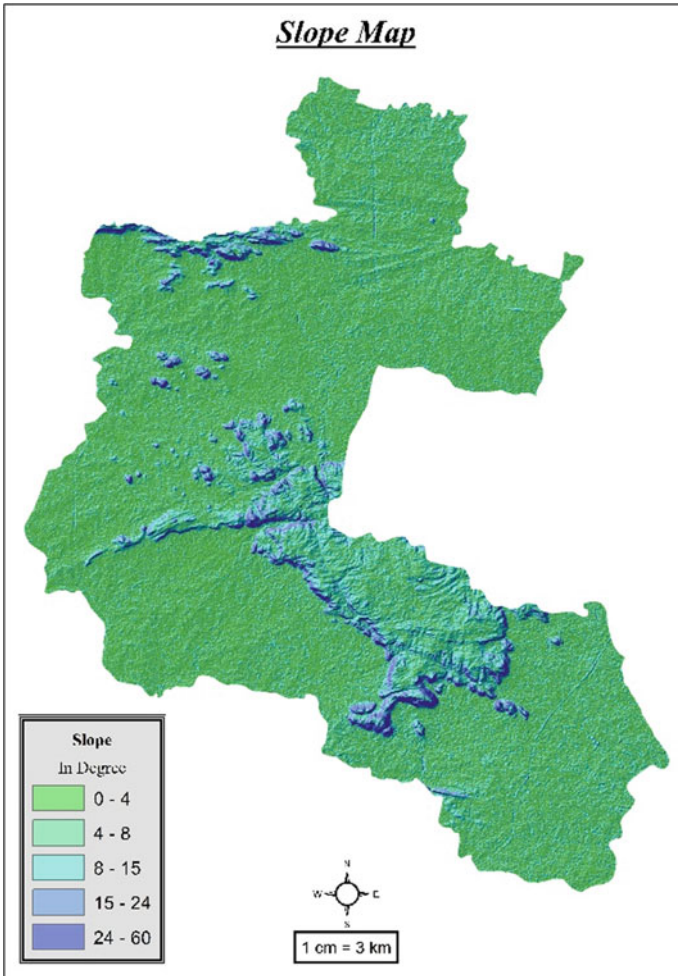 Slope Map
Slope
In Degree
0 - 4
4 - 8
8 - 15
15 - 24
24 - 60
N
W E
S
1 cm = 3 km